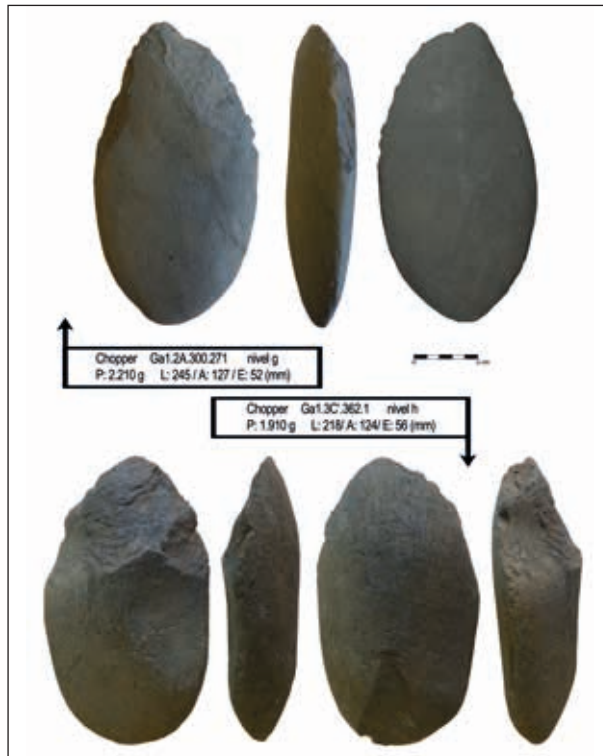 Chopper Ga1.2A.300.271 nivel g
P: 2.210 g L: 245 / A: 127 / E: 52 (mm)
Chopper Ga1.3C'.362.1 nivel h
P: 1.910 g L: 218/ A: 124/ E: 56 (mm)